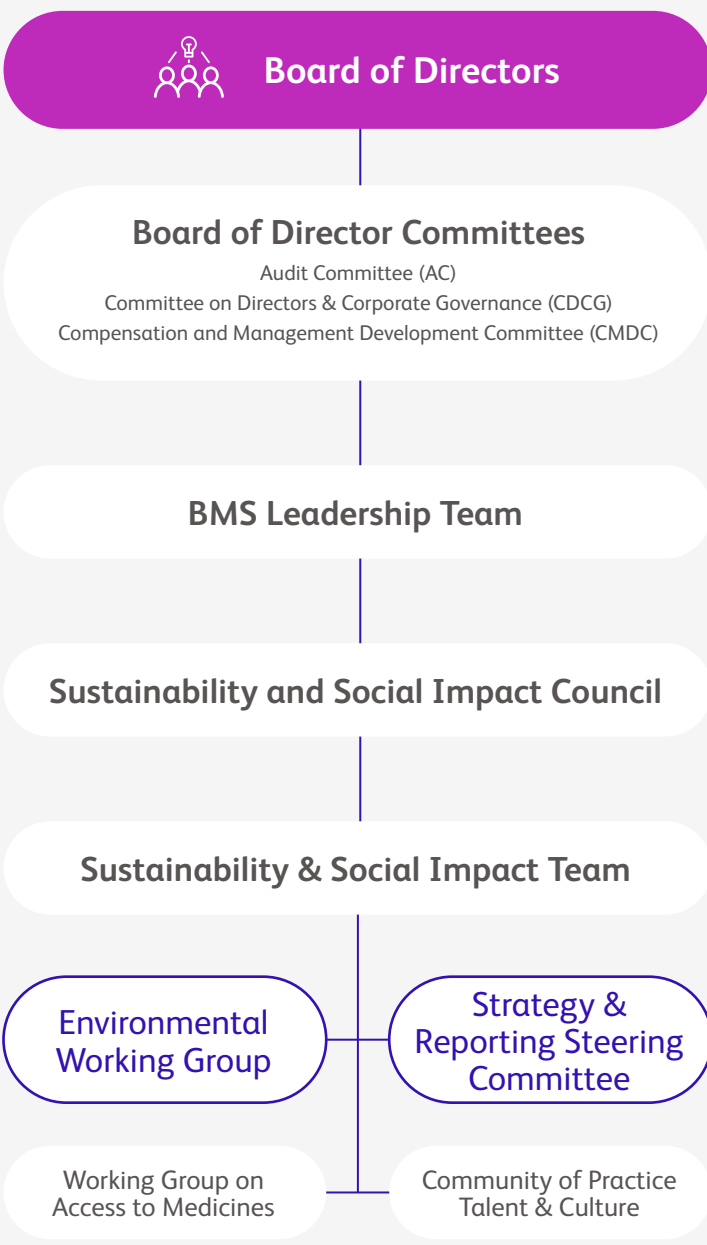 Board of Directors
Board of Director Committees
Audit Committee (AC)
Committee on Directors & Corporate Governance (CDCG)
Compensation and Management Development Committee (CMDC)
BMS Leadership Team
Sustainability and Social Impact Council
Sustainability & Social Impact Team
Environmental
Working Group
Strategy &
Reporting Steering
Committee
Working Group on
Access to Medicines
Community of Practice
Talent & Culture